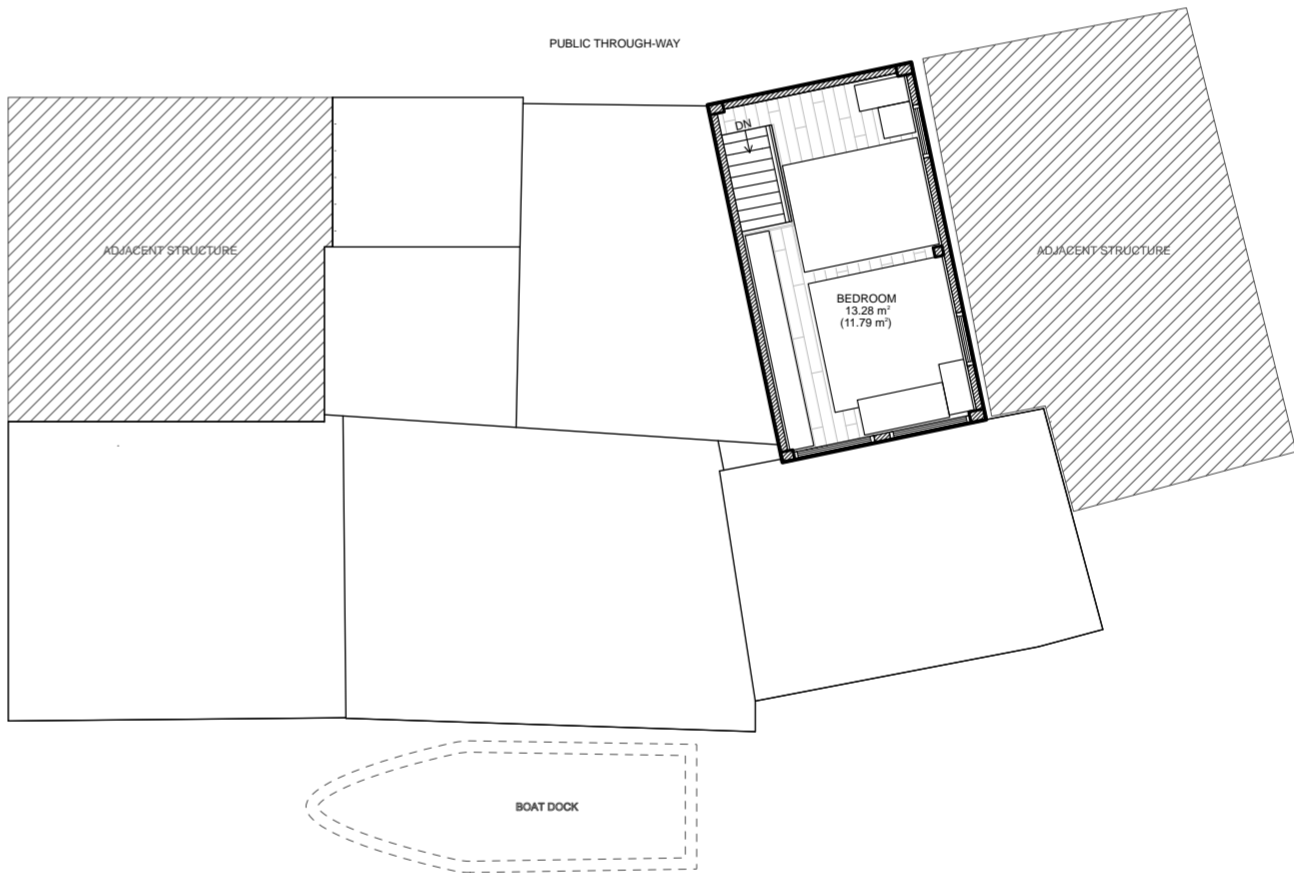 PUBLIC THROUGH-WAY
DN
ADJACENT STRUCTURE
ADJACENT STRUCTURE
BEDROOM
13.28 m²
(11.79 m²)
BOAT DOCK